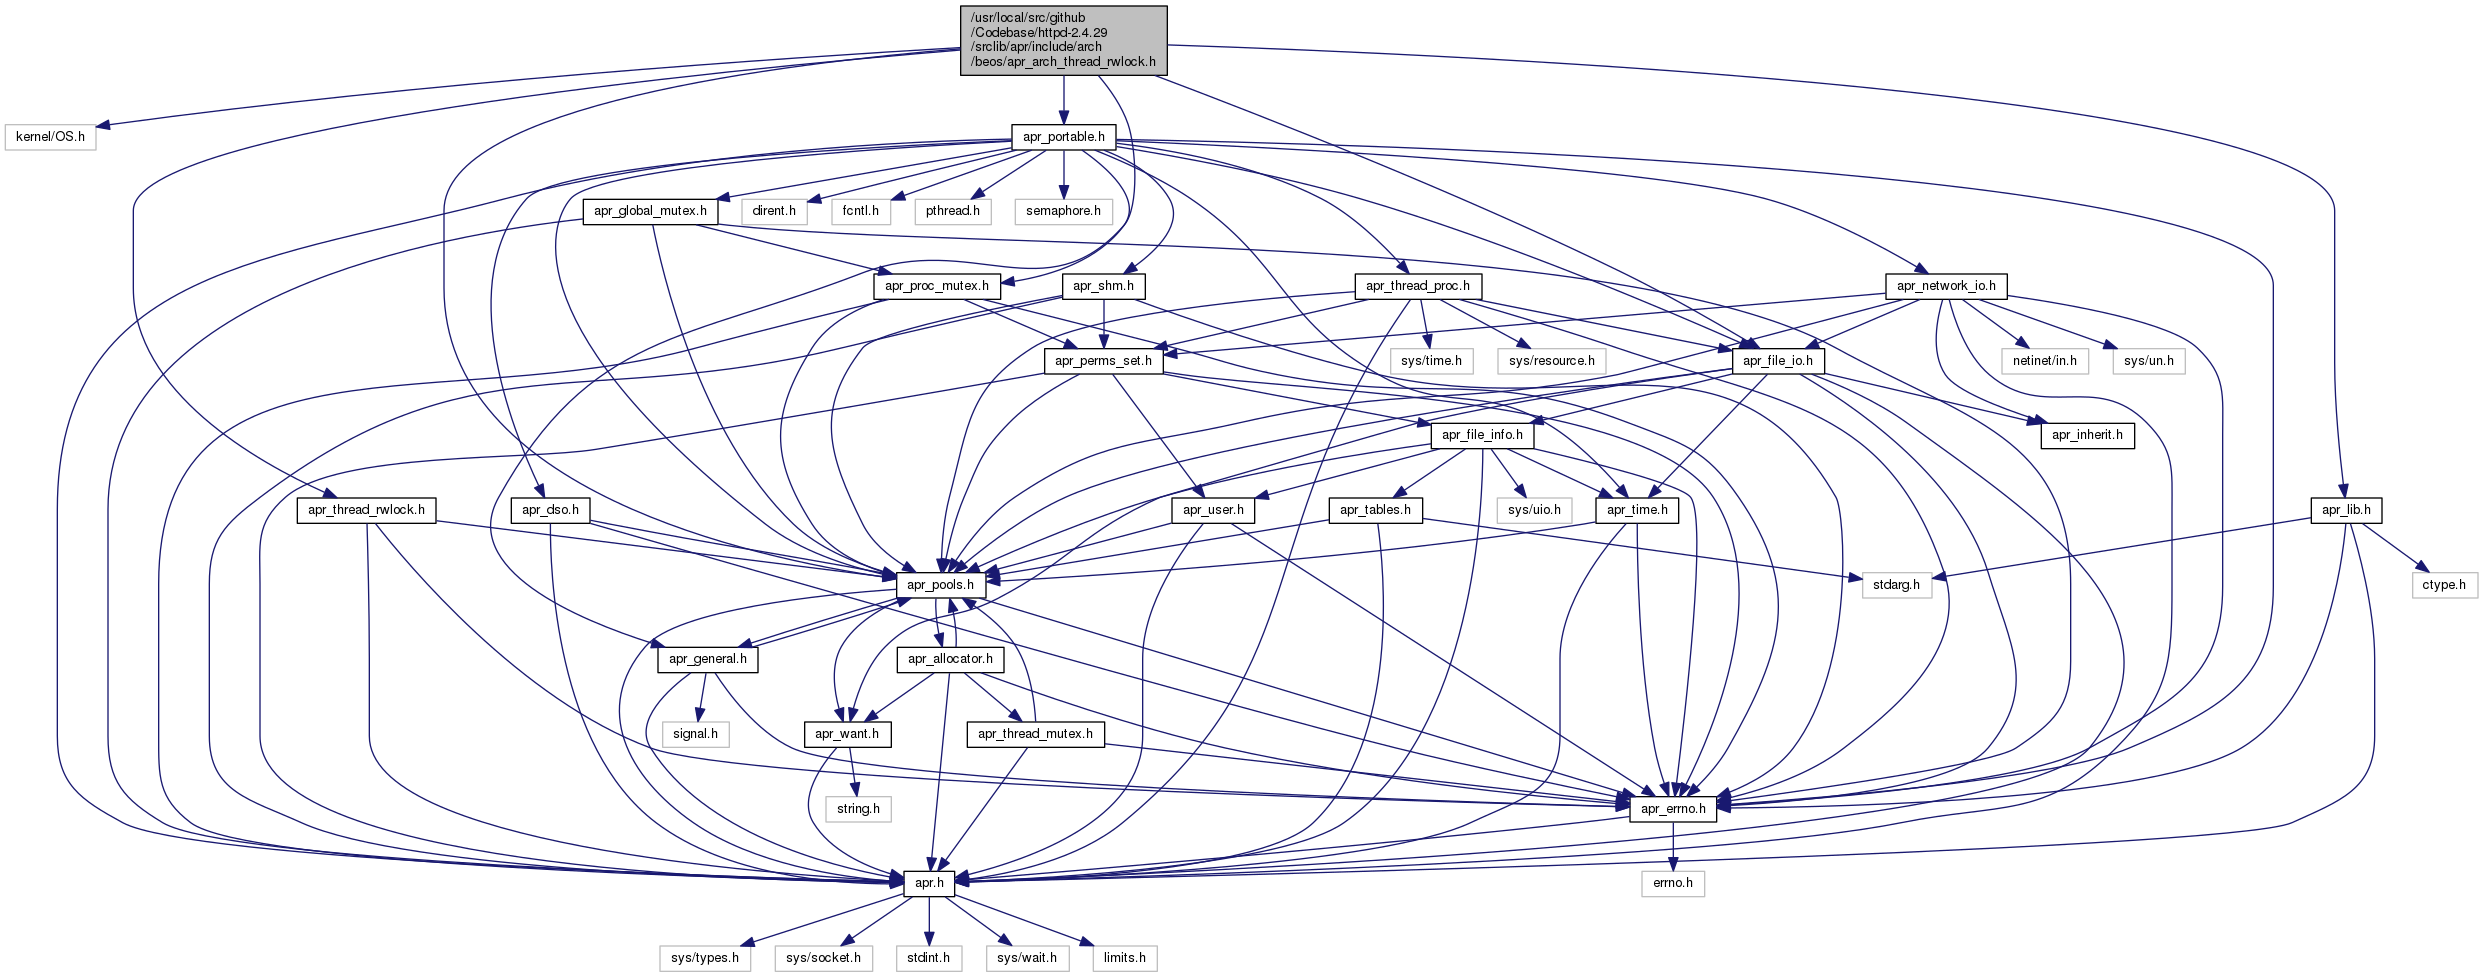 /usr/local/src/github
/Codebase/httpd-2.4.29
/srclib/apr/include/arch
/beos/apr_arch_thread_rwlock.h
kernel/OS.h
apr_portable.h
apr_global_mutex.h
dirent.h
fcntl.h
pthread.h
semaphore.h
apr_proc_mutex.h
apr_shm.h
apr_thread_proc.h
apr_network_io.h
apr_perms_set.h
sys/time.h
sys/resource.h
apr_file_io.h
netinet/in.h
sys/un.h
apr_file_info.h
apr_inherit.h
apr_thread_rwlock.h
apr_dso.h
apr_user.h
apr_tables.h
sys/uio.h
apr_time.h
apr_lib.h
apr_pools.h
stdarg.h
ctype.h
apr_general.h
apr_allocator.h
signal.h
apr_want.h
apr_thread_mutex.h
string.h
apr_errno.h
apr.h
errno.h
sys/types.h
sys/socket.h
stdint.h
sys/wait.h
limits.h